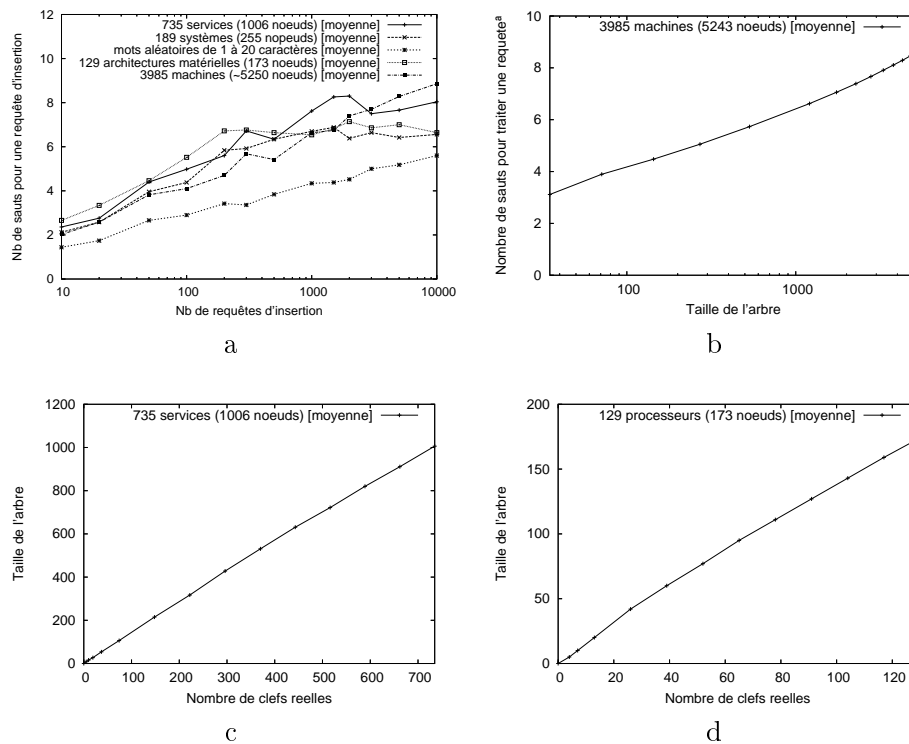 735 services (1006 noeuds) [moyenne]
189 systèmes (255 nopeuds) [moyenne]
mots aléatoires de 1 à 20 caractères [moyenne]
129 architectures matérielles (173 noeuds) [moyenne]
3985 machines (~5250 noeuds) [moyenne]
Nb de sauts pour une requête d'insertion
12
10
8
6
4
2
0
10 100 1000 10000
Nb de requêtes d'insertion
a
3985 machines (5243 noeuds) [moyenne]
Nombre de sauts pour traiter une requeteª
10
8
6
4
2
0
100 1000
Taille de l'arbre
b
735 services (1006 noeuds) [moyenne]
Taille de l'arbre
1200
1000
800
600
400
200
0
0 100 200 300 400 500 600 700
Nombre de clefs reelles
c
129 processeurs (173 noeuds) [moyenne]
Taille de l'arbre
200
150
100
50
0
0 20 40 60 80 100 120
Nombre de clefs reelles
d